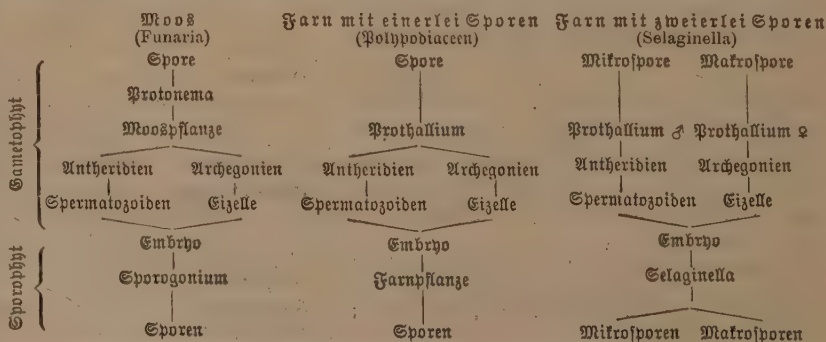 Moos Farn mit einerlei Sporen Farn mit zweierlei Sporen
(Funaria) (Polypodiaceen) (Selaginella)
Spore Spore Mikrospore Makrospore
Protonema
Moospflanze Prothallium Prothallium ♂ Prothallium ♀
Antheridien Archegonien Antheridien Archegonien Antheridien Archegonien
Spermatozoiden Eizelle Spermatozoiden Eizelle Spermatozoiden Eizelle
Gametophyt
Embryo Embryo Embryo
Sporogonium Farnpflanze Selaginella
Sporen Sporen Mikrosporen Makrosporen
Sporophyt